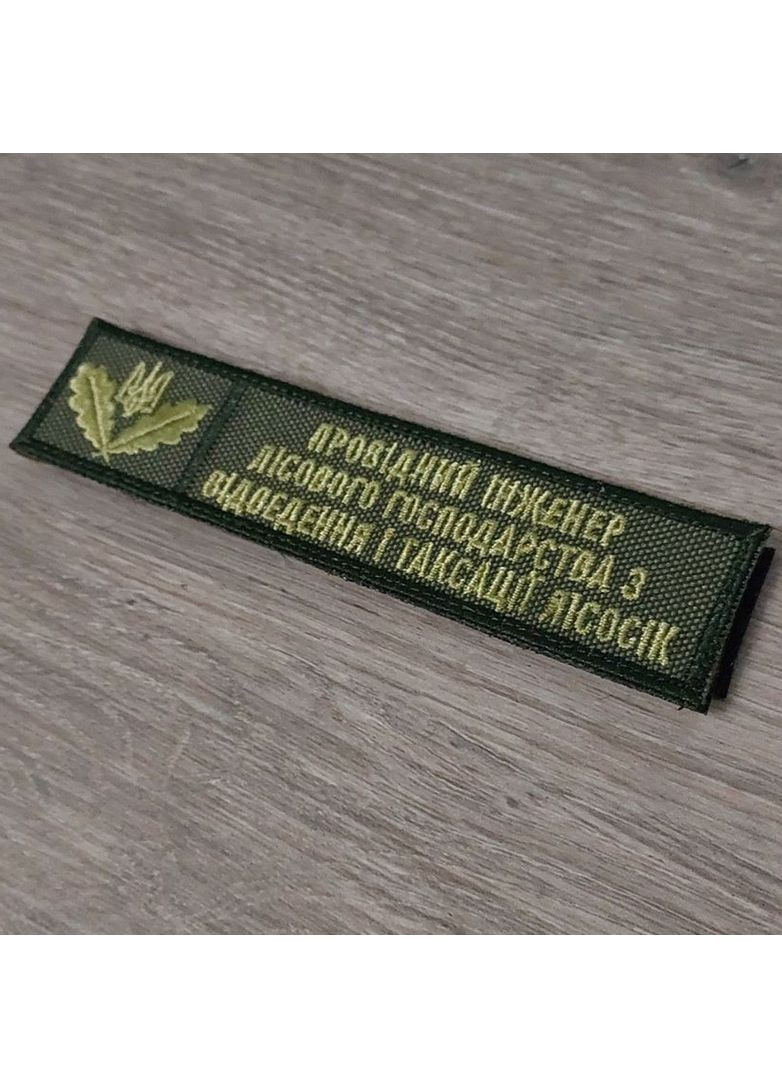 ПРОВІДНИЙ ІНЖЕНЕР
ЛІСОВОГО ГОСПОДАРСТВА З
ВІДВЕДЕННЯ І ТАКСАЦІЇ ЛІСОСІК